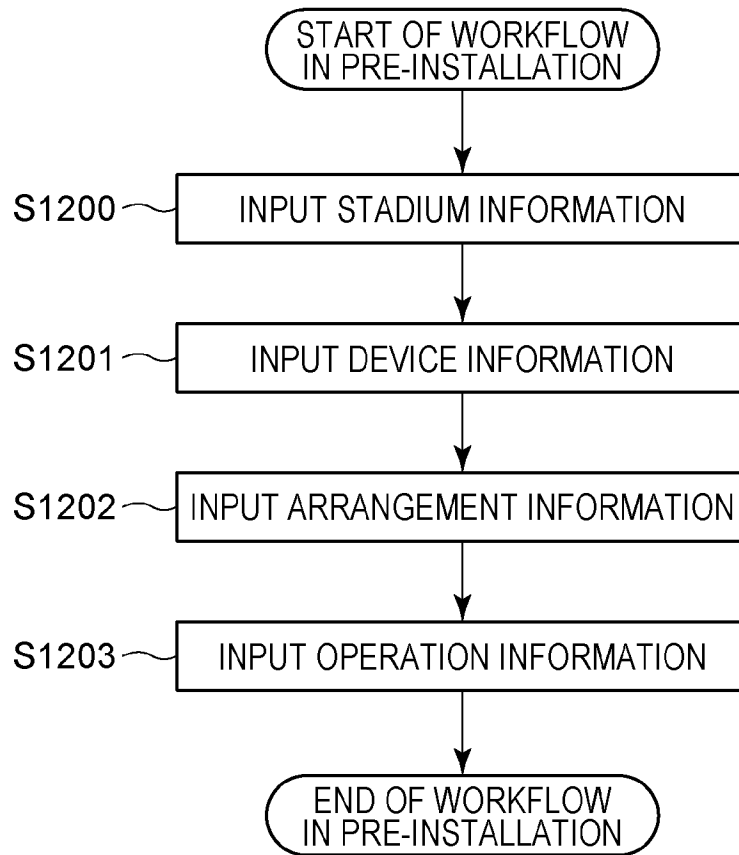 START OF WORKFLOW
IN PRE-INSTALLATION
S1200
INPUT STADIUM INFORMATION
S1201
INPUT DEVICE INFORMATION
S1202
INPUT ARRANGEMENT INFORMATION
S1203
INPUT OPERATION INFORMATION
END OF WORKFLOW
IN PRE-INSTALLATION